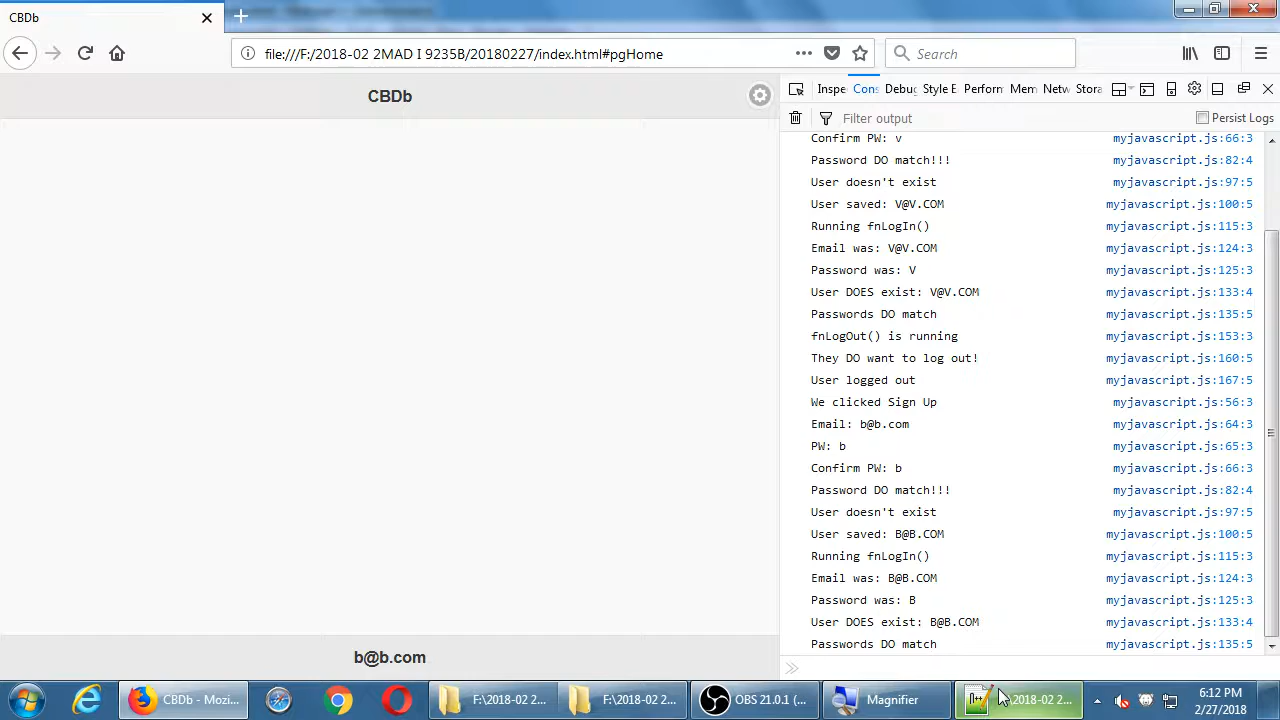 CBDb
file:///F:/2018-02 2MAD I 9235B/20180227/index.html#pgHome
Search
CBDb
Inspe Cons Debug Style E Perform Mem Netw Stora
Filter output
Persist Logs
Confirm PW: v myjavascript.js:66:3
Password DO match!!! myjavascript.js:82:4
User doesn't exist myjavascript.js:97:5
User saved: V@V.COM myjavascript.js:100:5
Running fnLogIn() myjavascript.js:115:3
Email was: V@V.COM myjavascript.js:124:3
Password was: V myjavascript.js:125:3
User DOES exist: V@V.COM myjavascript.js:133:4
Passwords DO match myjavascript.js:135:5
fnLogOut() is running myjavascript.js:153:3
They DO want to log out! myjavascript.js:160:5
User logged out myjavascript.js:167:5
We clicked Sign Up myjavascript.js:56:3
Email: b@b.com myjavascript.js:64:3
PW: b myjavascript.js:65:3
Confirm PW: b myjavascript.js:66:3
Password DO match!!! myjavascript.js:82:4
User doesn't exist myjavascript.js:97:5
User saved: B@B.COM myjavascript.js:100:5
Running fnLogIn() myjavascript.js:115:3
Email was: B@B.COM myjavascript.js:124:3
Password was: B myjavascript.js:125:3
User DOES exist: B@B.COM myjavascript.js:133:4
Passwords DO match myjavascript.js:135:5
b@b.com
CBDb - Mozi...
F:\2018-02 2...
F:\2018-02 2...
OBS 21.0.1 (...
Magnifier
\2018-02 2...
6:12 PM
2/27/2018